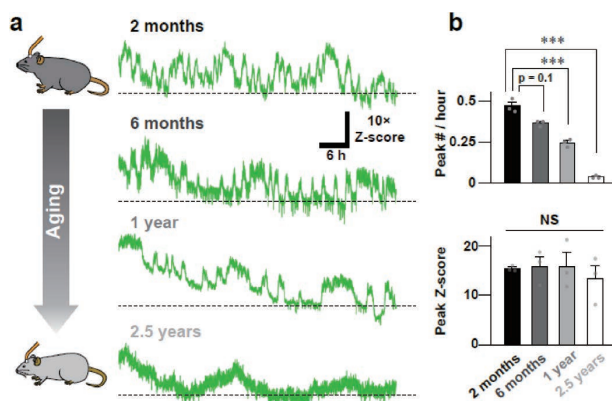 a
2 months
6 months
10×
Z-score
6 h
Aging
1 year
2.5 years
b
***
***
p = 0.1
Peak # / hour
0.5
0.25
0
NS
Peak Z-score
20
10
0
2 months
6 months
1 year
2.5 years